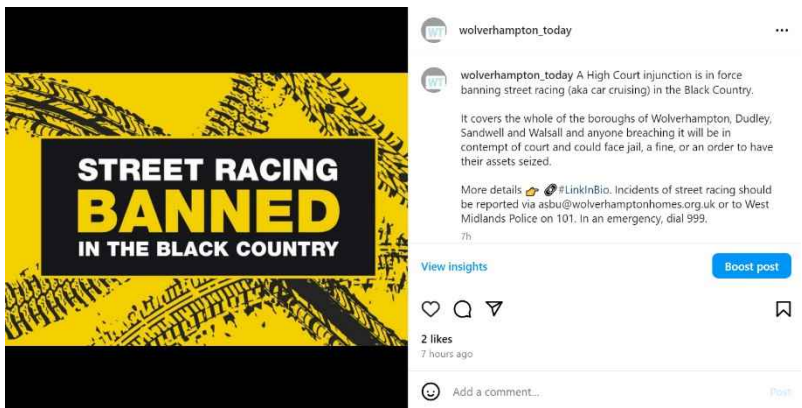 STREET RACING
BANNED
IN THE BLACK COUNTRY
WT
wolverhampton_today
WT
wolverhampton_today A High Court injunction is in force
banning street racing (aka car cruising) in the Black Country.
It covers the whole of the boroughs of Wolverhampton, Dudley,
Sandwell and Walsall and anyone breaching it will be in
contempt of court and could face jail, a fine, or an order to have
their assets seized.
More details 👉 🔗#LinkInBio. Incidents of street racing should
be reported via asbu@wolverhamptonhomes.org.uk or to West
Midlands Police on 101. In an emergency, dial 999.
7h
View insights
Boost post
2 likes
7 hours ago
Add a comment...
Post